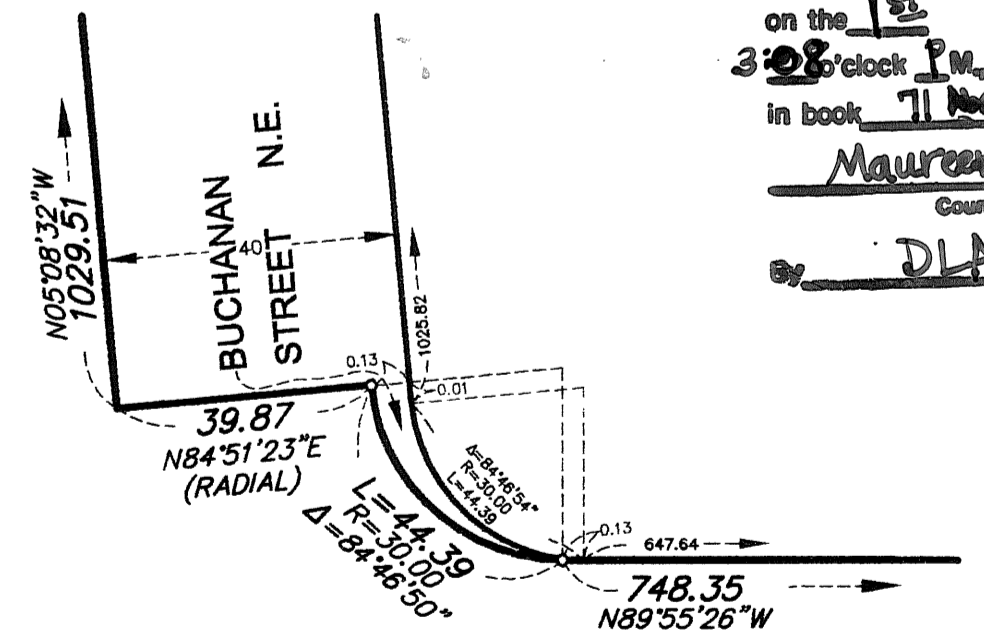 on the 1st
3:08 o'clock P M.,
in book 71
Maureen
By DLA
N05°08'32"W
1029.51
BUCHANAN
STREET N.E.
40
1025.82
0.13
0.01
39.87
N84°51'23"E
(RADIAL)
Δ=84°46'54"
R=30.00
L=44.39
L=44.39
R=30.00
Δ=84°46'50"
0.13
647.64
748.35
N89°55'26"W